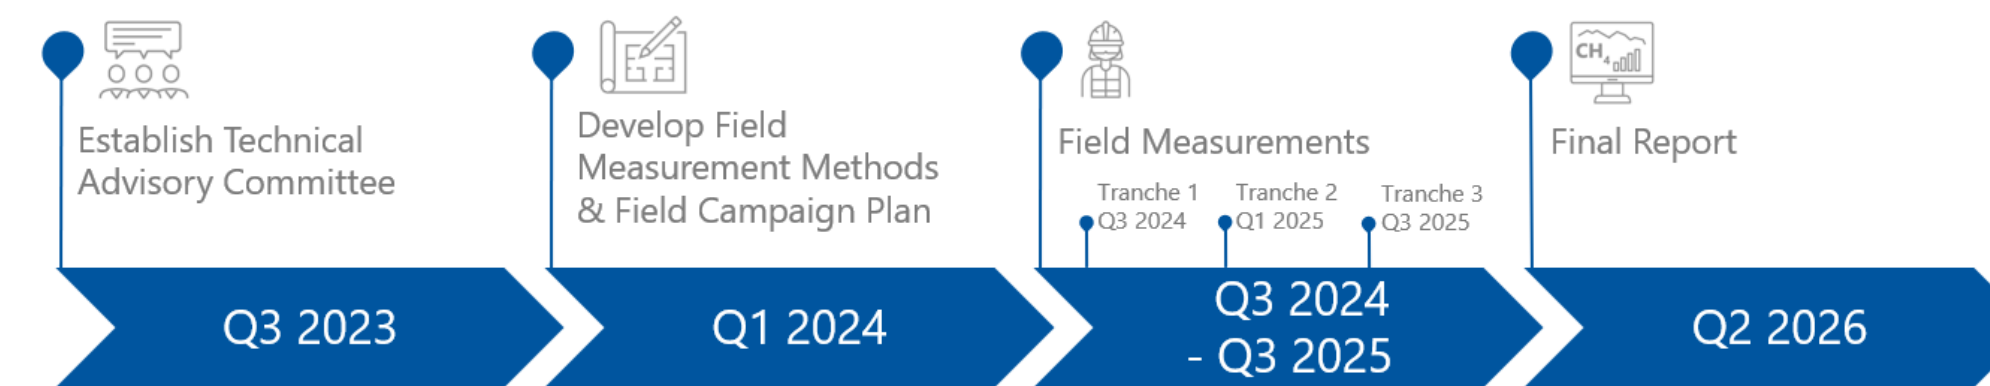 Establish Technical
Advisory Committee
Q3 2023
Develop Field
Measurement Methods
& Field Campaign Plan
Q1 2024
Field Measurements
Tranche 1
Q3 2024
Tranche 2
Q1 2025
Tranche 3
Q3 2025
Q3 2024
- Q3 2025
CH4
Final Report
Q2 2026